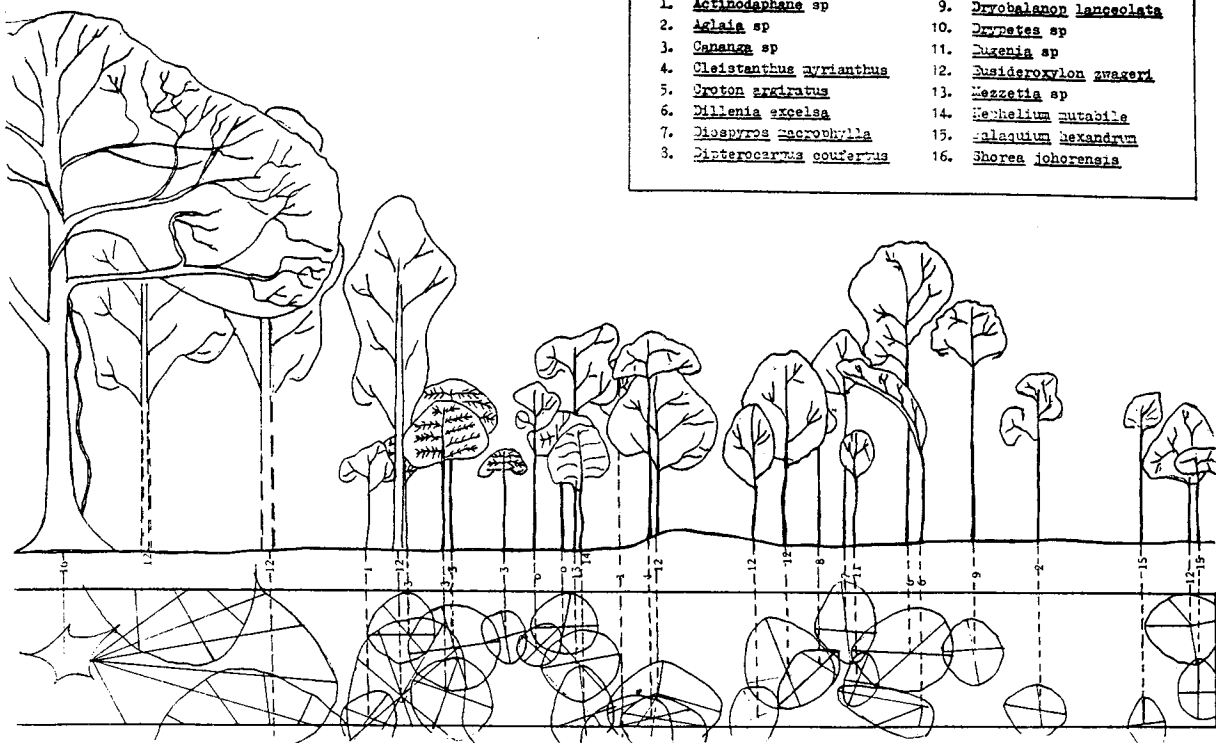 1. Actinodaphane sp
2. Aglaia sp
3. Cananga sp
4. Cleistanthus myrianthus
5. Croton argiratus
6. Dillenia excelsa
7. Diospyros macrophylla
8. Dipterocarpus coufertus
9. Dryobalanop lanceolata
10. Drypetes sp
11. Eugenia sp
12. Eusideroxylon zwageri
13. Mezzetia sp
14. Nephelium mutabile
15. Palaquium hexandrum
16. Shorea johorensis
16 12 12 1 12 3 3 3 3 13 14 12 12 12 8 11 6 9 2 15 12 15